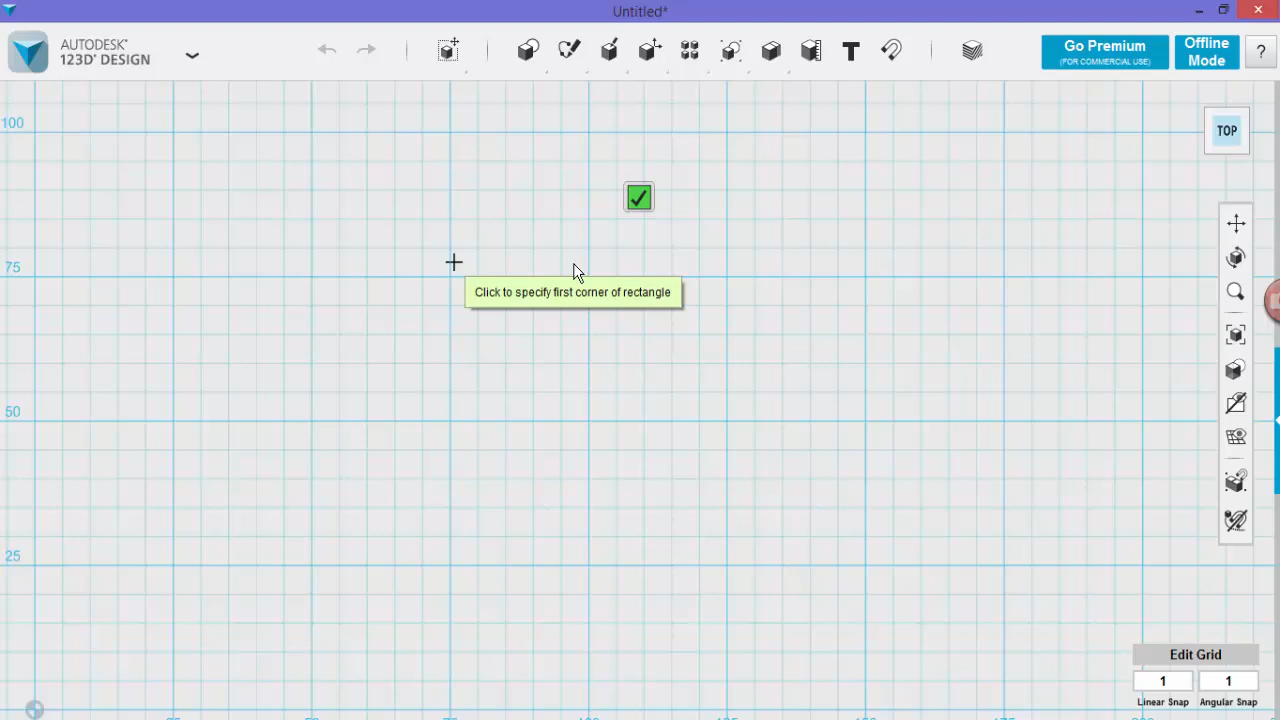 Untitled*
AUTODESK®
123D® DESIGN
Go Premium
(FOR COMMERCIAL USE)
Offline
Mode
?
100
TOP
75
Click to specify first corner of rectangle
50
25
Edit Grid
1 1
Linear Snap Angular Snap